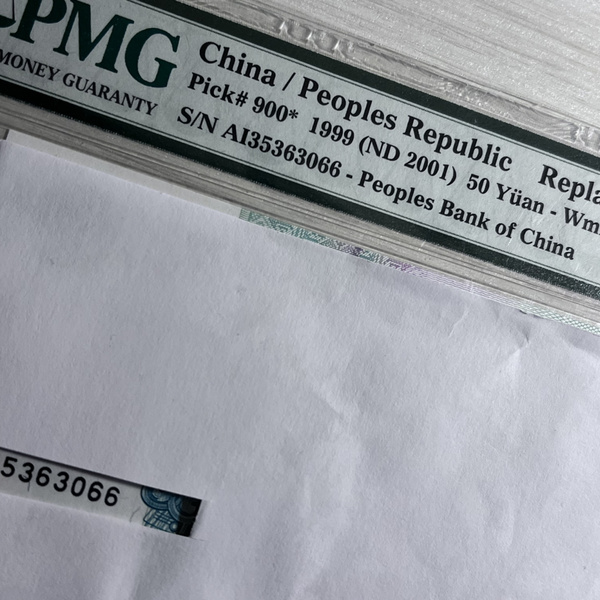 PMG
MONEY GUARANTY
China / Peoples Republic Repla
Pick# 900* 1999 (ND 2001) 50 Yüan - Wm
S/N AI35363066 - Peoples Bank of China
5363066